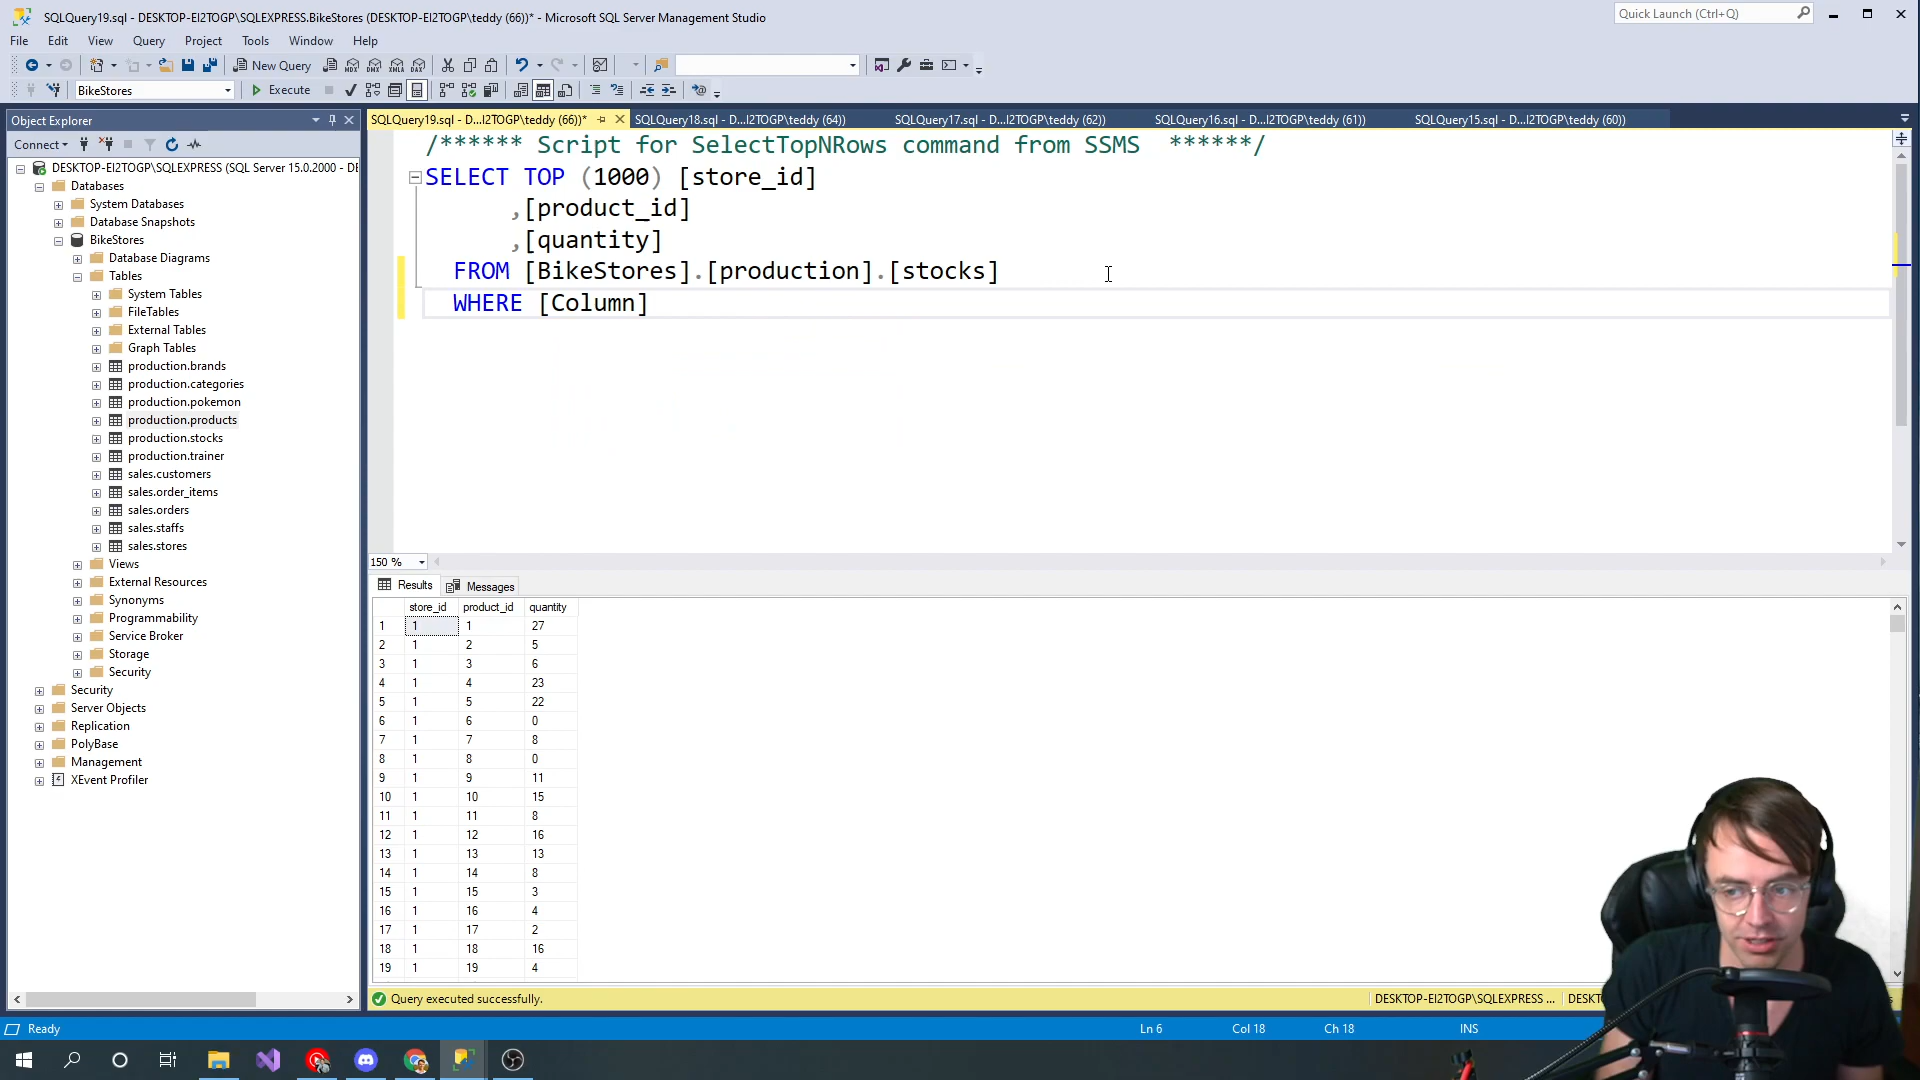 SQLQuery19.sql - DESKTOP-EI2TOGP\SQLEXPRESS.BikeStores (DESKTOP-EI2TOGP\teddy (66))* - Microsoft SQL Server Management Studio
Quick Launch (Ctrl+Q)
File Edit View Query Project Tools Window Help
New Query
BikeStores
Execute
Object Explorer
Connect
DESKTOP-EI2TOGP\SQLEXPRESS (SQL Server 15.0.2000 - DE
Databases
System Databases
Database Snapshots
BikeStores
Database Diagrams
Tables
System Tables
FileTables
External Tables
Graph Tables
production.brands
production.categories
production.pokemon
production.products
production.stocks
production.trainer
sales.customers
sales.order_items
sales.orders
sales.staffs
sales.stores
Views
External Resources
Synonyms
Programmability
Service Broker
Storage
Security
Security
Server Objects
Replication
PolyBase
Management
XEvent Profiler
SQLQuery19.sql - D...I2TOGP\teddy (66))*
SQLQuery18.sql - D...I2TOGP\teddy (64))
SQLQuery17.sql - D...I2TOGP\teddy (62))
SQLQuery16.sql - D...I2TOGP\teddy (61))
SQLQuery15.sql - D...I2TOGP\teddy (60))
/****** Script for SelectTopNRows command from SSMS  ******/
SELECT TOP (1000) [store_id]
,[product_id]
,[quantity]
FROM [BikeStores].[production].[stocks]
WHERE [Column]
150 %
Results Messages
store_id product_id quantity
1 1 1 27
2 1 2 5
3 1 3 6
4 1 4 23
5 1 5 22
6 1 6 0
7 1 7 8
8 1 8 0
9 1 9 11
10 1 10 15
11 1 11 8
12 1 12 16
13 1 13 13
14 1 14 8
15 1 15 3
16 1 16 4
17 1 17 2
18 1 18 16
19 1 19 4
Query executed successfully.
DESKTOP-EI2TOGP\SQLEXPRESS ...
Ready
Ln 6
Col 18
Ch 18
INS